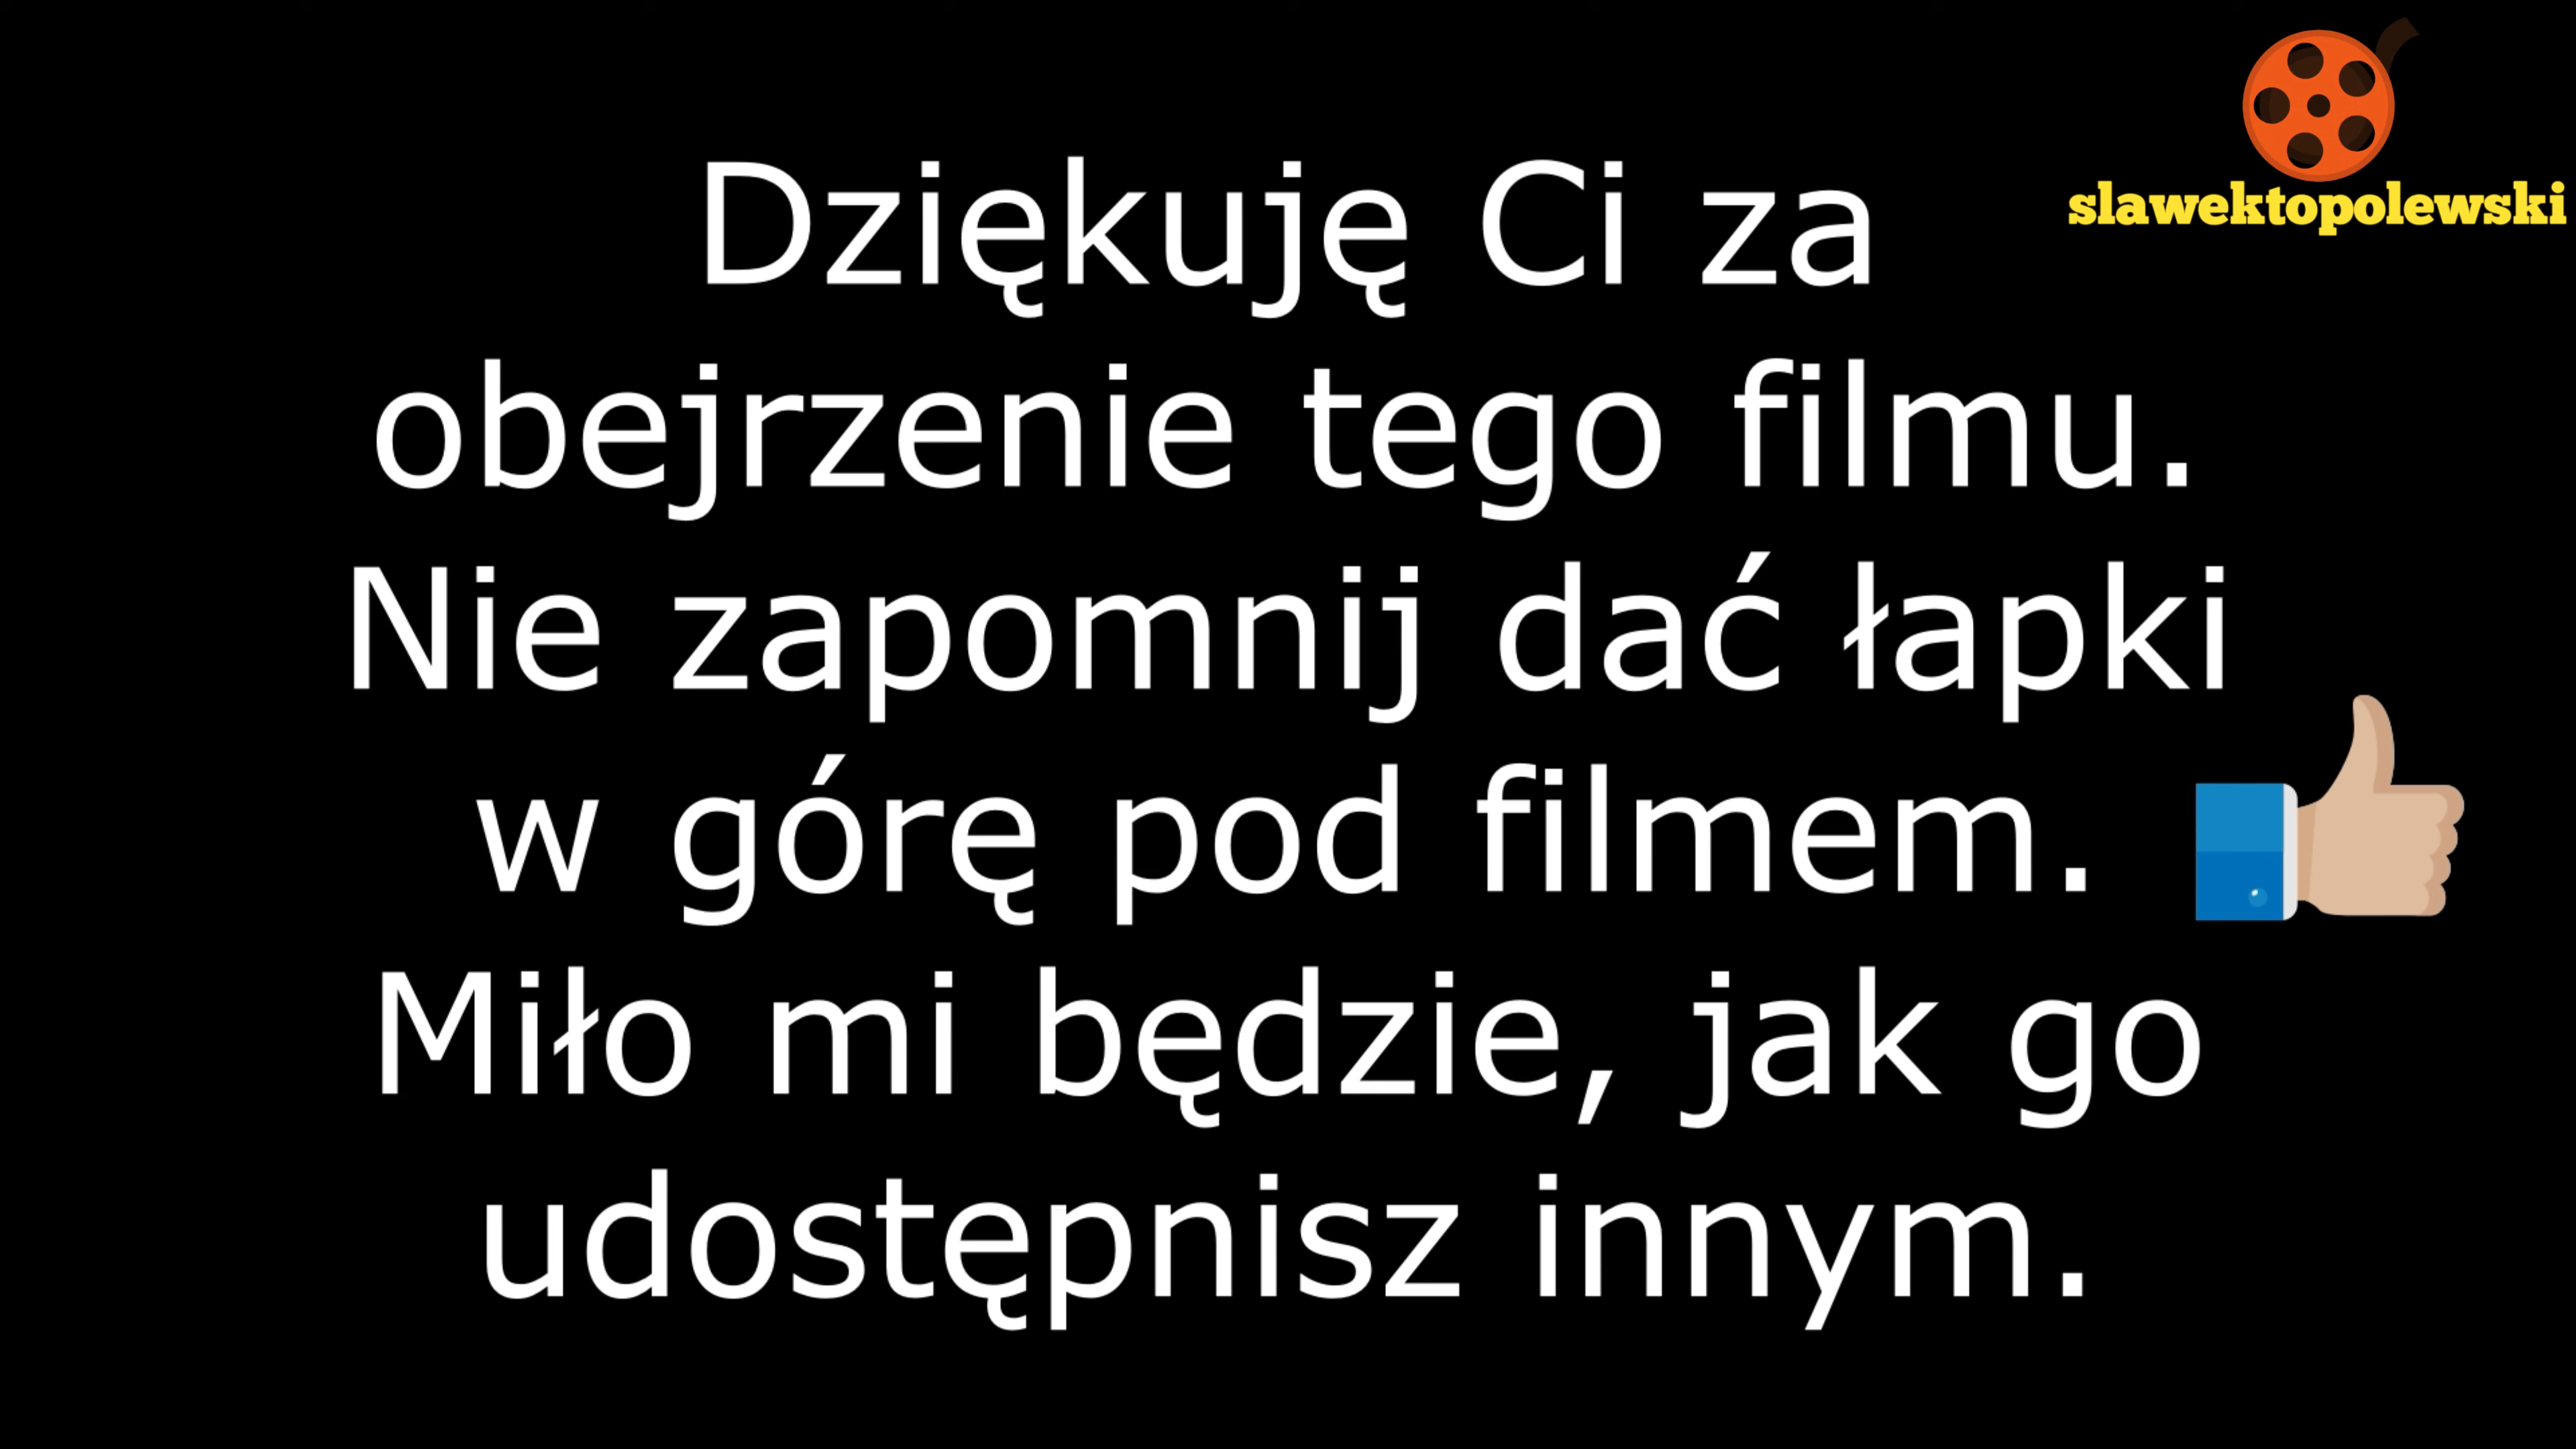 slawektopolewski
Dziękuję Ci za
obejrzenie tego filmu.
Nie zapomnij dać łapki
w górę pod filmem.
Miło mi będzie, jak go
udostępnisz innym.